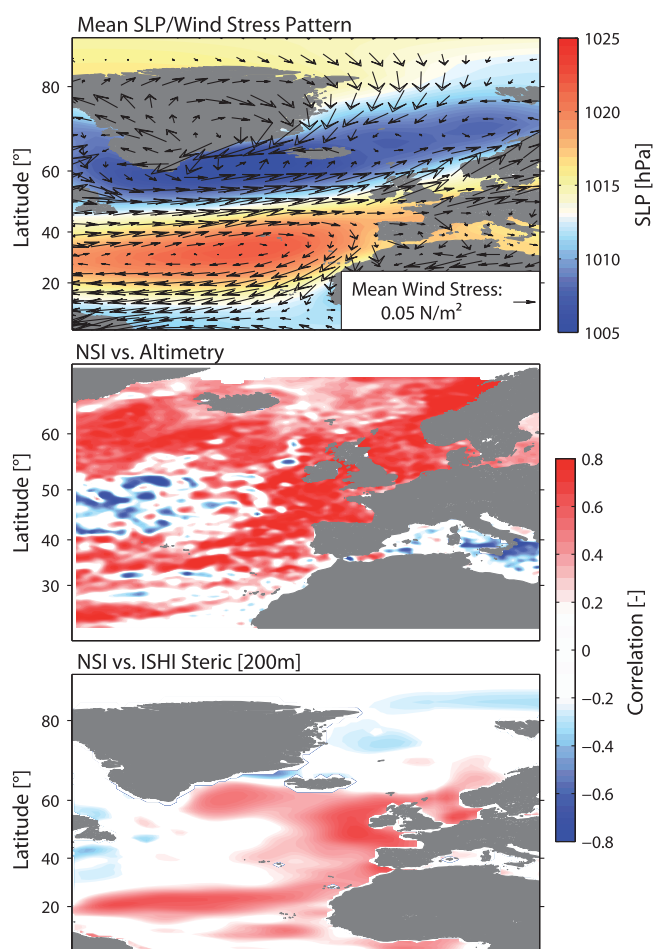 Mean SLP/Wind Stress Pattern
80
60
40
20
Latitude [°]
Mean Wind Stress:
0.05 N/m²
1025
1020
1015
1010
1005
SLP [hPa]
NSI vs. Altimetry
60
50
40
30
Latitude [°]
NSI vs. ISHI Steric [200m]
80
60
40
20
Latitude [°]
0.8
0.6
0.4
0.2
0
−0.2
−0.4
−0.6
−0.8
Correlation [-]